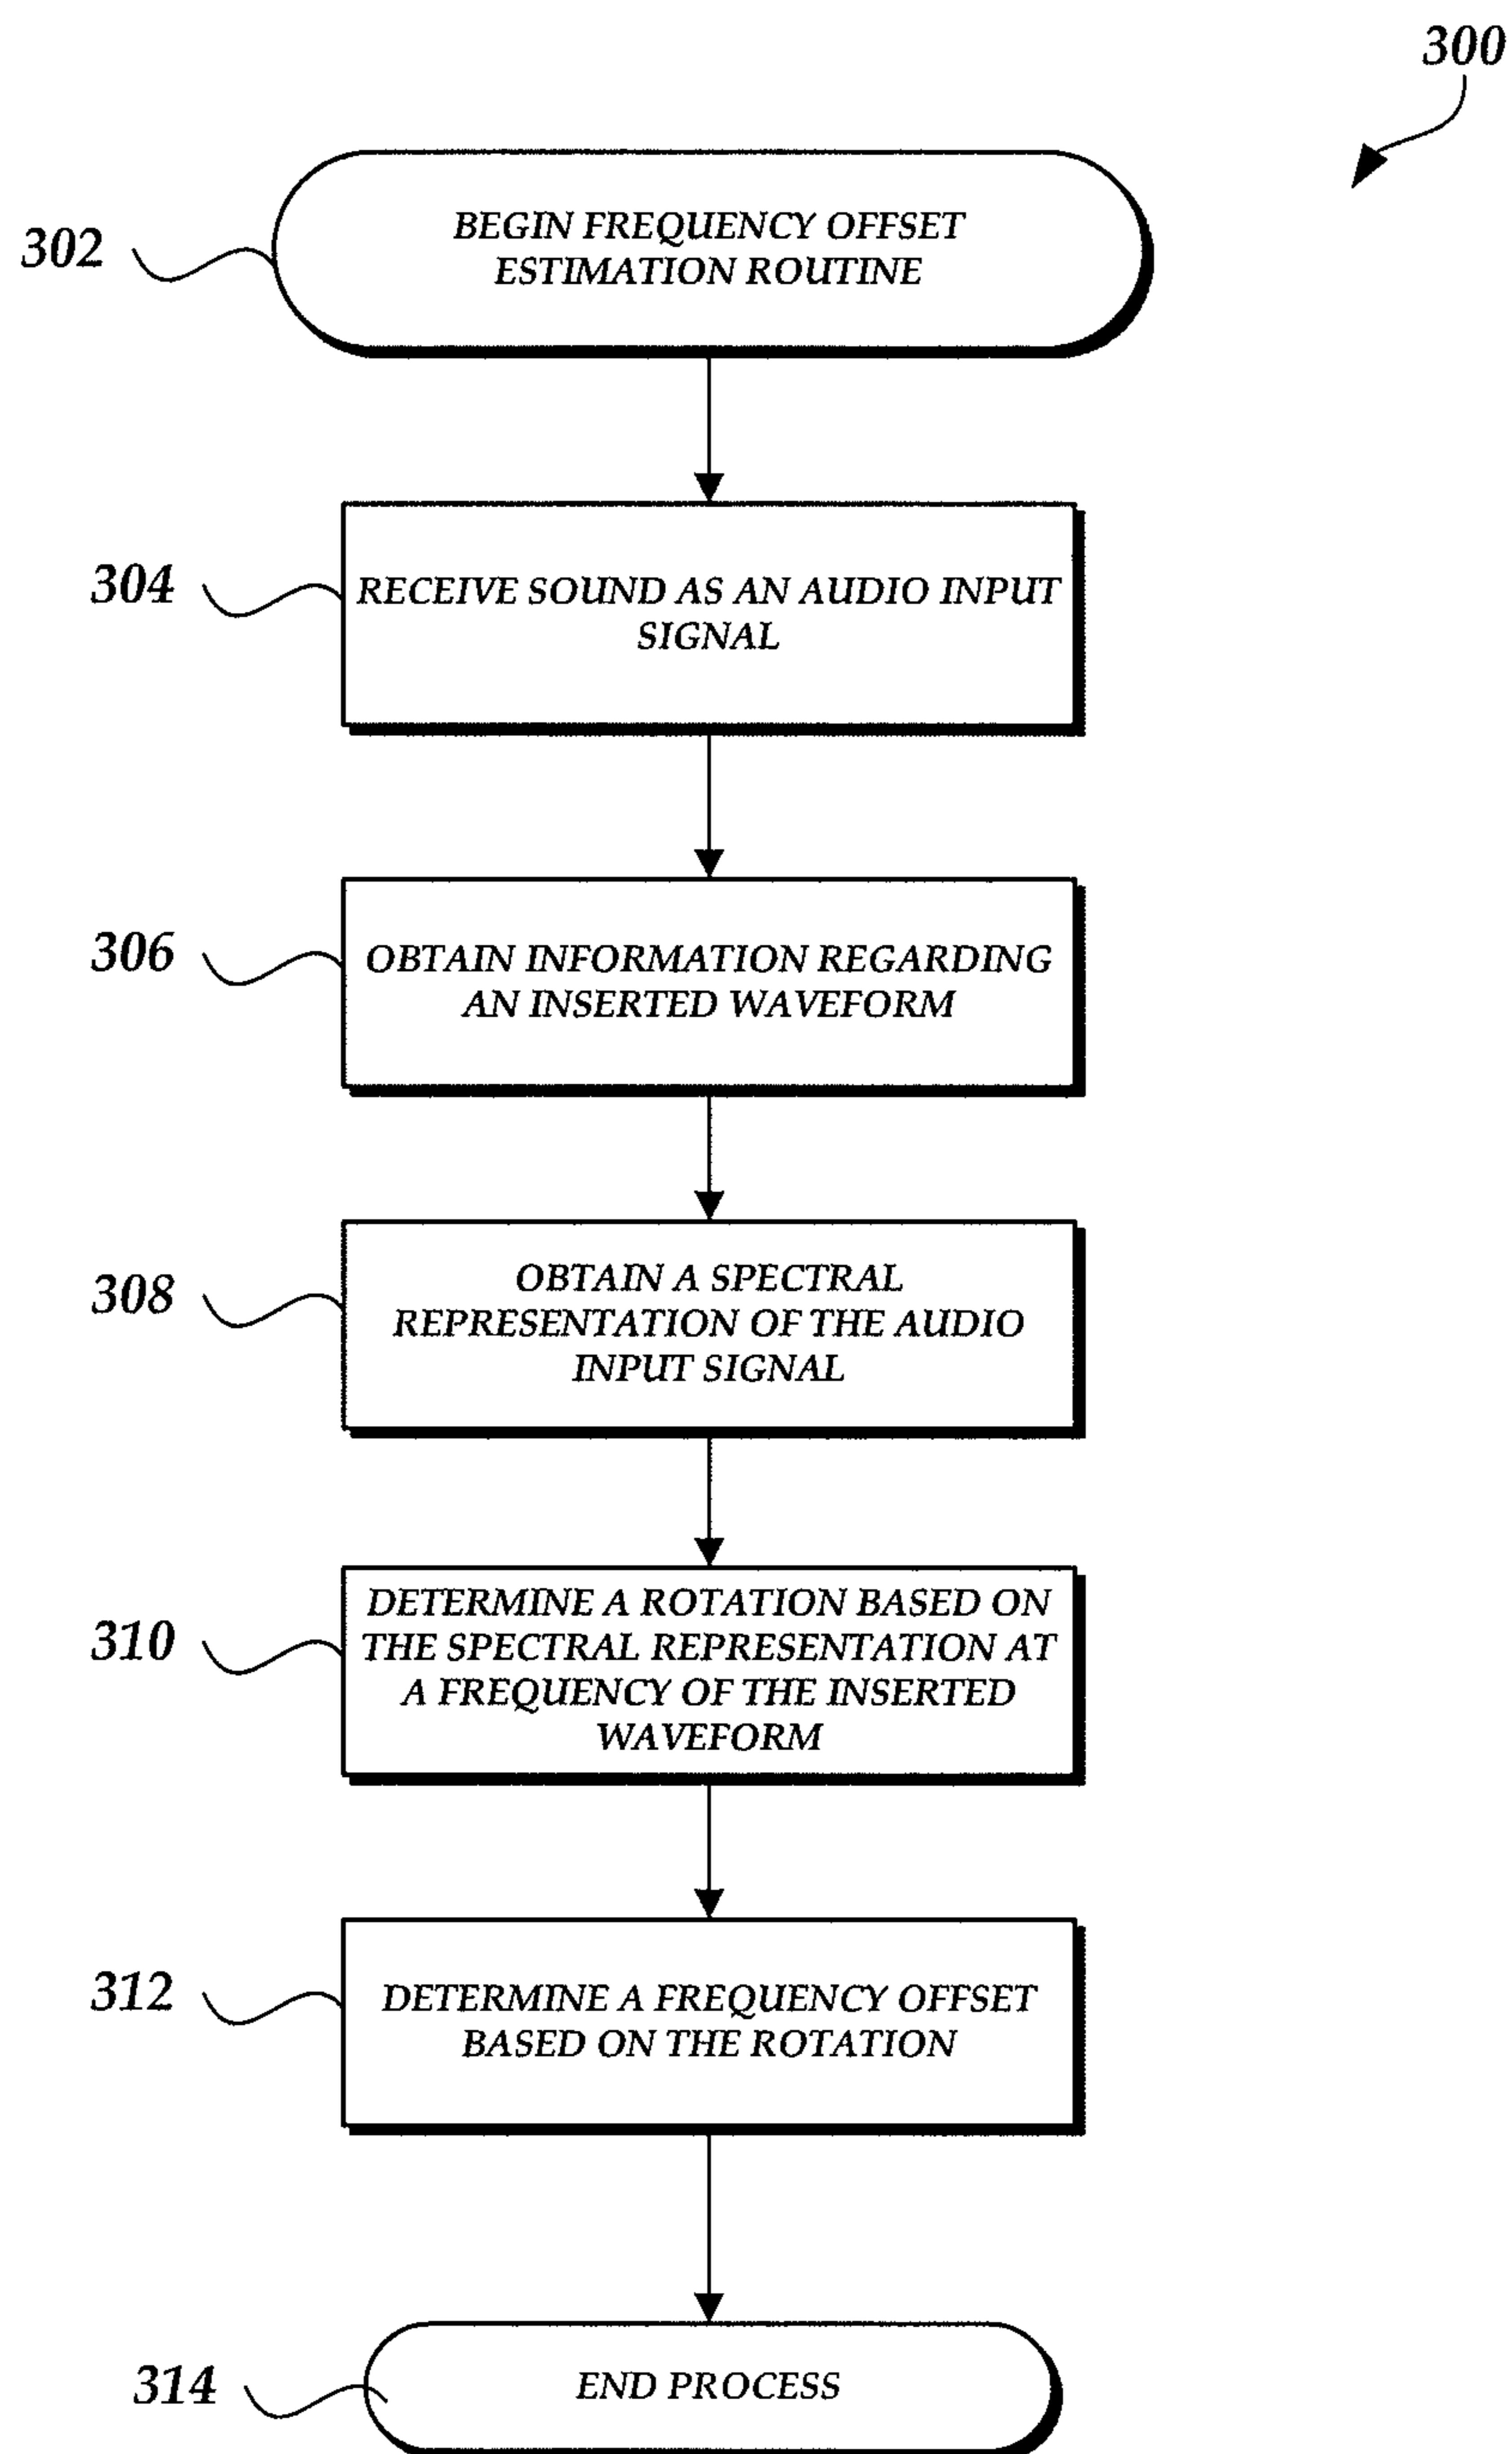 300
302
BEGIN FREQUENCY OFFSET
ESTIMATION ROUTINE
304
RECEIVE SOUND AS AN AUDIO INPUT
SIGNAL
306
OBTAIN INFORMATION REGARDING
AN INSERTED WAVEFORM
308
OBTAIN A SPECTRAL
REPRESENTATION OF THE AUDIO
INPUT SIGNAL
310
DETERMINE A ROTATION BASED ON
THE SPECTRAL REPRESENTATION AT
A FREQUENCY OF THE INSERTED
WAVEFORM
312
DETERMINE A FREQUENCY OFFSET
BASED ON THE ROTATION
314
END PROCESS